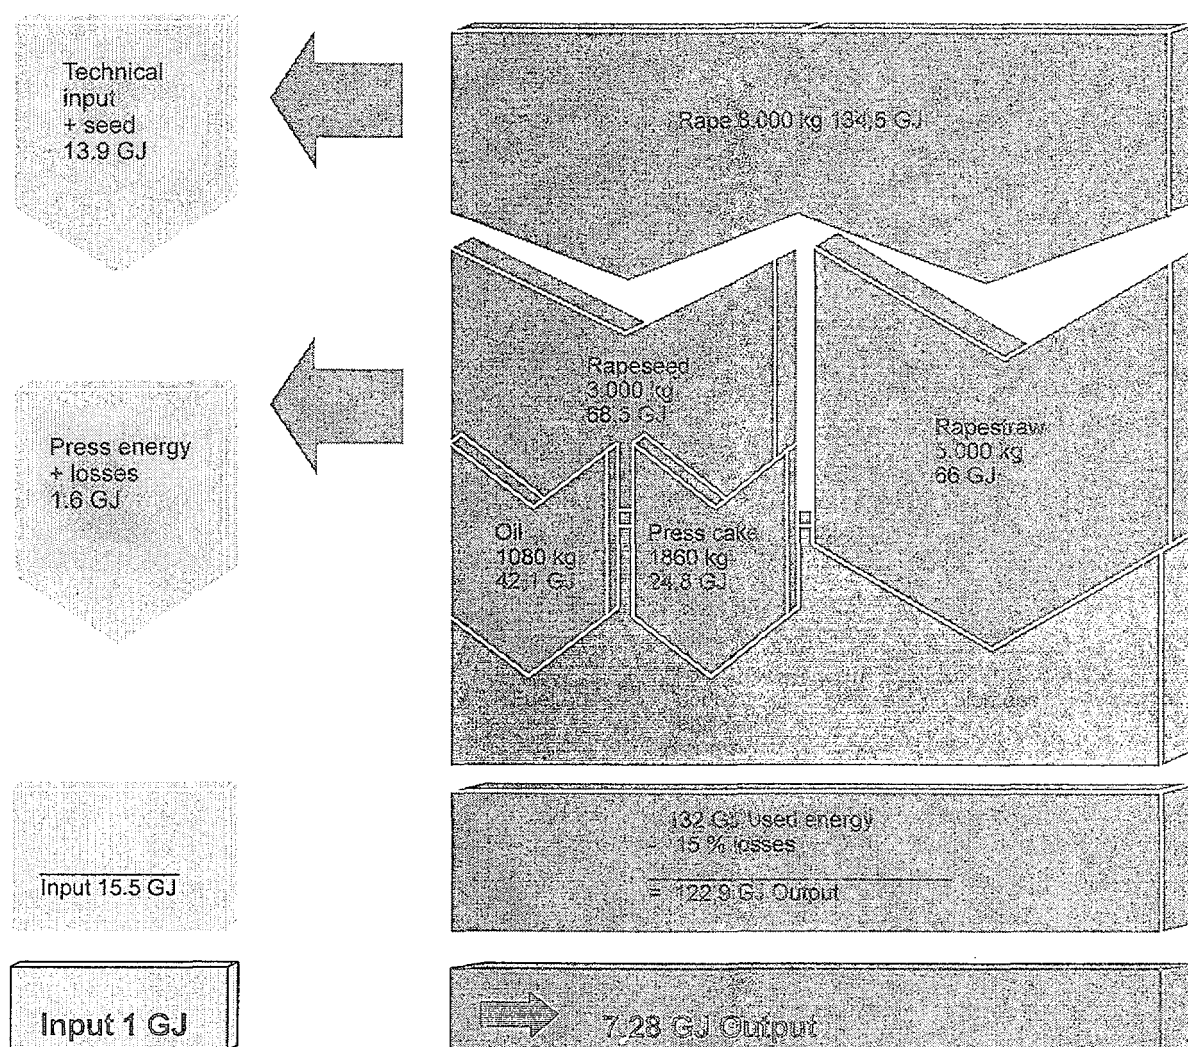 Technical
input
+ seed
13.9 GJ
Rape 8.000 kg 134,5 GJ
Rapeseed
3.000 kg
68.5 GJ
Press energy
+ losses
1.6 GJ
Rapestraw
5.000 kg
66 GJ
Oil
1080 kg
42,1 GJ
Press cake
1860 kg
24,8 GJ
Input 15.5 GJ
132 GJ Used energy
15 % losses
= 122,9 GJ Output
Input 1 GJ
7.28 GJ Output